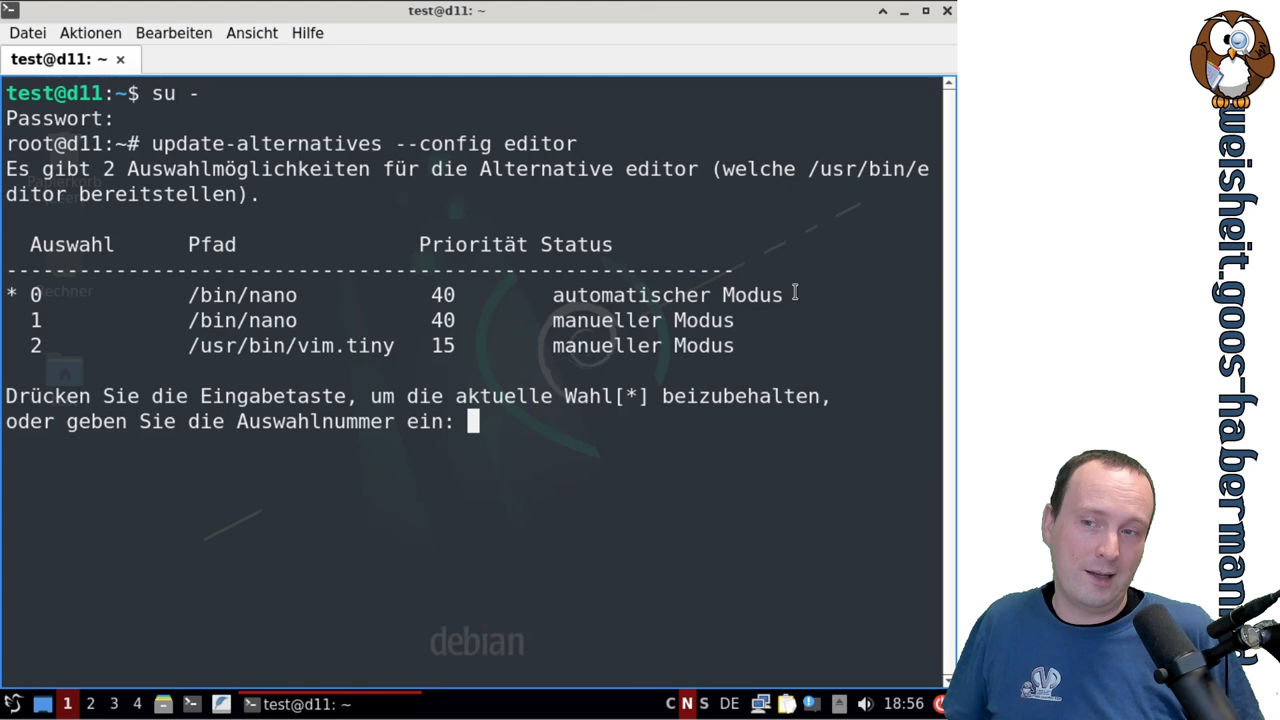 test@d11: ~
Datei Aktionen Bearbeiten Ansicht Hilfe
test@d11: ~ ×
test@d11:~$ su -
Passwort:
root@d11:~# update-alternatives --config editor
Es gibt 2 Auswahlmöglichkeiten für die Alternative editor (welche /usr/bin/e
ditor bereitstellen).
Auswahl Pfad Priorität Status
------------------------------------------------------------
* 0 /bin/nano 40 automatischer Modus
1 /bin/nano 40 manueller Modus
2 /usr/bin/vim.tiny 15 manueller Modus
Drücken Sie die Eingabetaste, um die aktuelle Wahl[*] beizubehalten,
oder geben Sie die Auswahlnummer ein:
debian
1 2 3 4 test@d11: ~ C N S DE 18:56